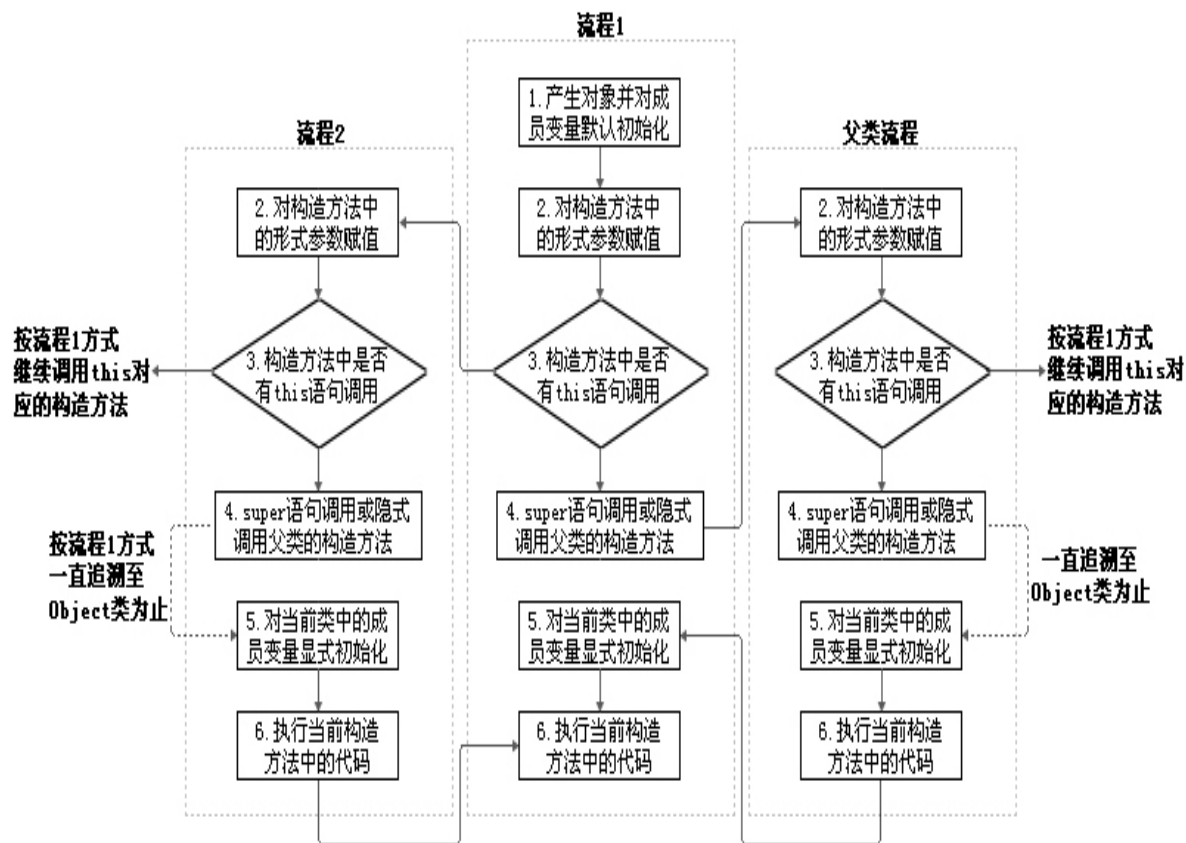 流程1
1.产生对象并对成
员变量默认初始化
流程2
2.对构造方法中
的形式参数赋值
2.对构造方法中
的形式参数赋值
父类流程
2.对构造方法中
的形式参数赋值
按流程1方式
继续调用this对
应的构造方法
3.构造方法中是否
有this语句调用
3.构造方法中是否
有this语句调用
3.构造方法中是否
有this语句调用
按流程1方式
继续调用this对
应的构造方法
4.super语句调用或隐式
调用父类的构造方法
4.super语句调用或隐式
调用父类的构造方法
4.super语句调用或隐式
调用父类的构造方法
按流程1方式
一直追溯至
Object类为止
一直追溯至
Object类为止
5.对当前类中的成
员变量显式初始化
5.对当前类中的成
员变量显式初始化
5.对当前类中的成
员变量显式初始化
6.执行当前构造
方法中的代码
6.执行当前构造
方法中的代码
6.执行当前构造
方法中的代码